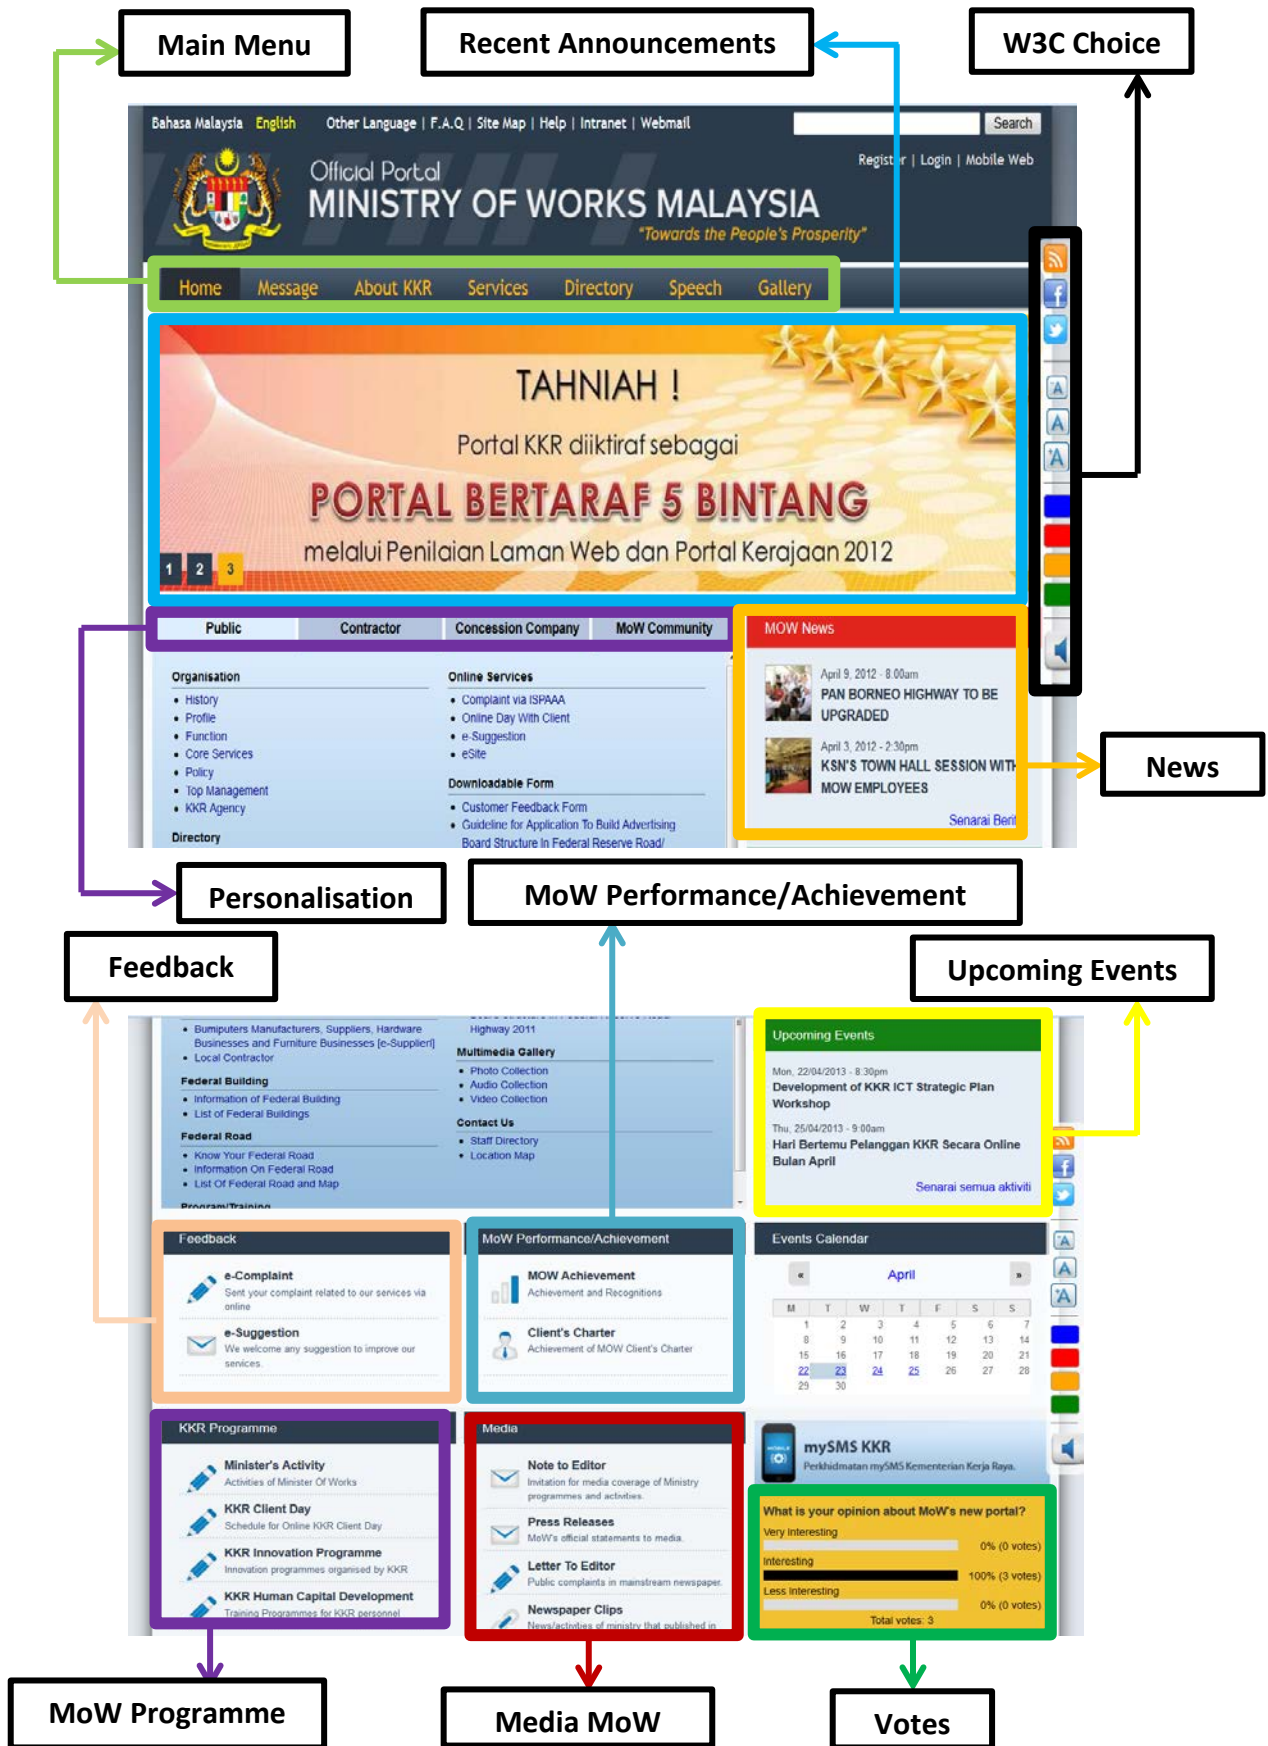 Main Menu
Recent Announcements
W3C Choice
Bahasa Malaysia English Other Language | F.A.Q | Site Map | Help | Intranet | Webmail
Search
Register | Login | Mobile Web
Official Portal
MINISTRY OF WORKS MALAYSIA
"Towards the People's Prosperity"
Home Message About KKR Services Directory Speech Gallery
TAHNIAH !
Portal KKR diiktiraf sebagai
PORTAL BERTARAF 5 BINTANG
melalui Penilaian Laman Web dan Portal Kerajaan 2012
1 2 3
A
A
A
Public Contractor Concession Company MoW Community
Organisation
• History
• Profile
• Function
• Core Services
• Policy
• Top Management
• KKR Agency
Directory
Online Services
• Complaint via ISPAAA
• Online Day With Client
• e-Suggestion
• eSite
Downloadable Form
• Customer Feedback Form
• Guideline for Application To Build Advertising
Board Structure In Federal Reserve Road/
MOW News
April 9, 2012 - 8:00am
PAN BORNEO HIGHWAY TO BE
UPGRADED
April 3, 2012 - 2:30pm
KSN'S TOWN HALL SESSION WITH
MOW EMPLOYEES
Senarai Berit
News
Personalisation
MoW Performance/Achievement
Feedback
Upcoming Events
• Bumiputers Manufacturers, Suppliers, Hardware
Businesses and Furniture Businesses [e-Supplierl]
• Local Contractor
Federal Building
• Information of Federal Building
• List of Federal Buildings
Federal Road
• Know Your Federal Road
• Information On Federal Road
• List Of Federal Road and Map
Program/Training
Board Structure In Federal Reserve Road/
Highway 2011
Multimedia Gallery
• Photo Collection
• Audio Collection
• Video Collection
Contact Us
• Staff Directory
• Location Map
Upcoming Events
Mon, 22/04/2013 - 8:30pm
Development of KKR ICT Strategic Plan
Workshop
Thu, 25/04/2013 - 9:00am
Hari Bertemu Pelanggan KKR Secara Online
Bulan April
Senarai semua aktiviti
Feedback
e-Complaint
Sent your complaint related to our services via
online
e-Suggestion
We welcome any suggestion to improve our
services.
MoW Performance/Achievement
MOW Achievement
Achievement and Recognitions
Client's Charter
Achievement of MOW Client's Charter
Events Calendar
« April »
M T W T F S S
1 2 3 4 5 6 7
8 9 10 11 12 13 14
15 16 17 18 19 20 21
22 23 24 25 26 27 28
29 30
A
A
A
KKR Programme
Minister's Activity
Activities of Minister Of Works
KKR Client Day
Schedule for Online KKR Client Day
KKR Innovation Programme
Innovation programmes organised by KKR
KKR Human Capital Development
Training Programmes for KKR personnel
Media
Note to Editor
Invitation for media coverage of Ministry
programmes and activities.
Press Releases
MoW's official statements to media.
Letter To Editor
Public complaints in mainstream newspaper.
Newspaper Clips
News/activities of ministry that published in
mySMS KKR
Perkhidmatan mySMS Kementerian Kerja Raya.
What is your opinion about MoW's new portal?
Very Interesting
0% (0 votes)
Interesting
100% (3 votes)
Less Interesting
0% (0 votes)
Total votes: 3
MoW Programme
Media MoW
Votes